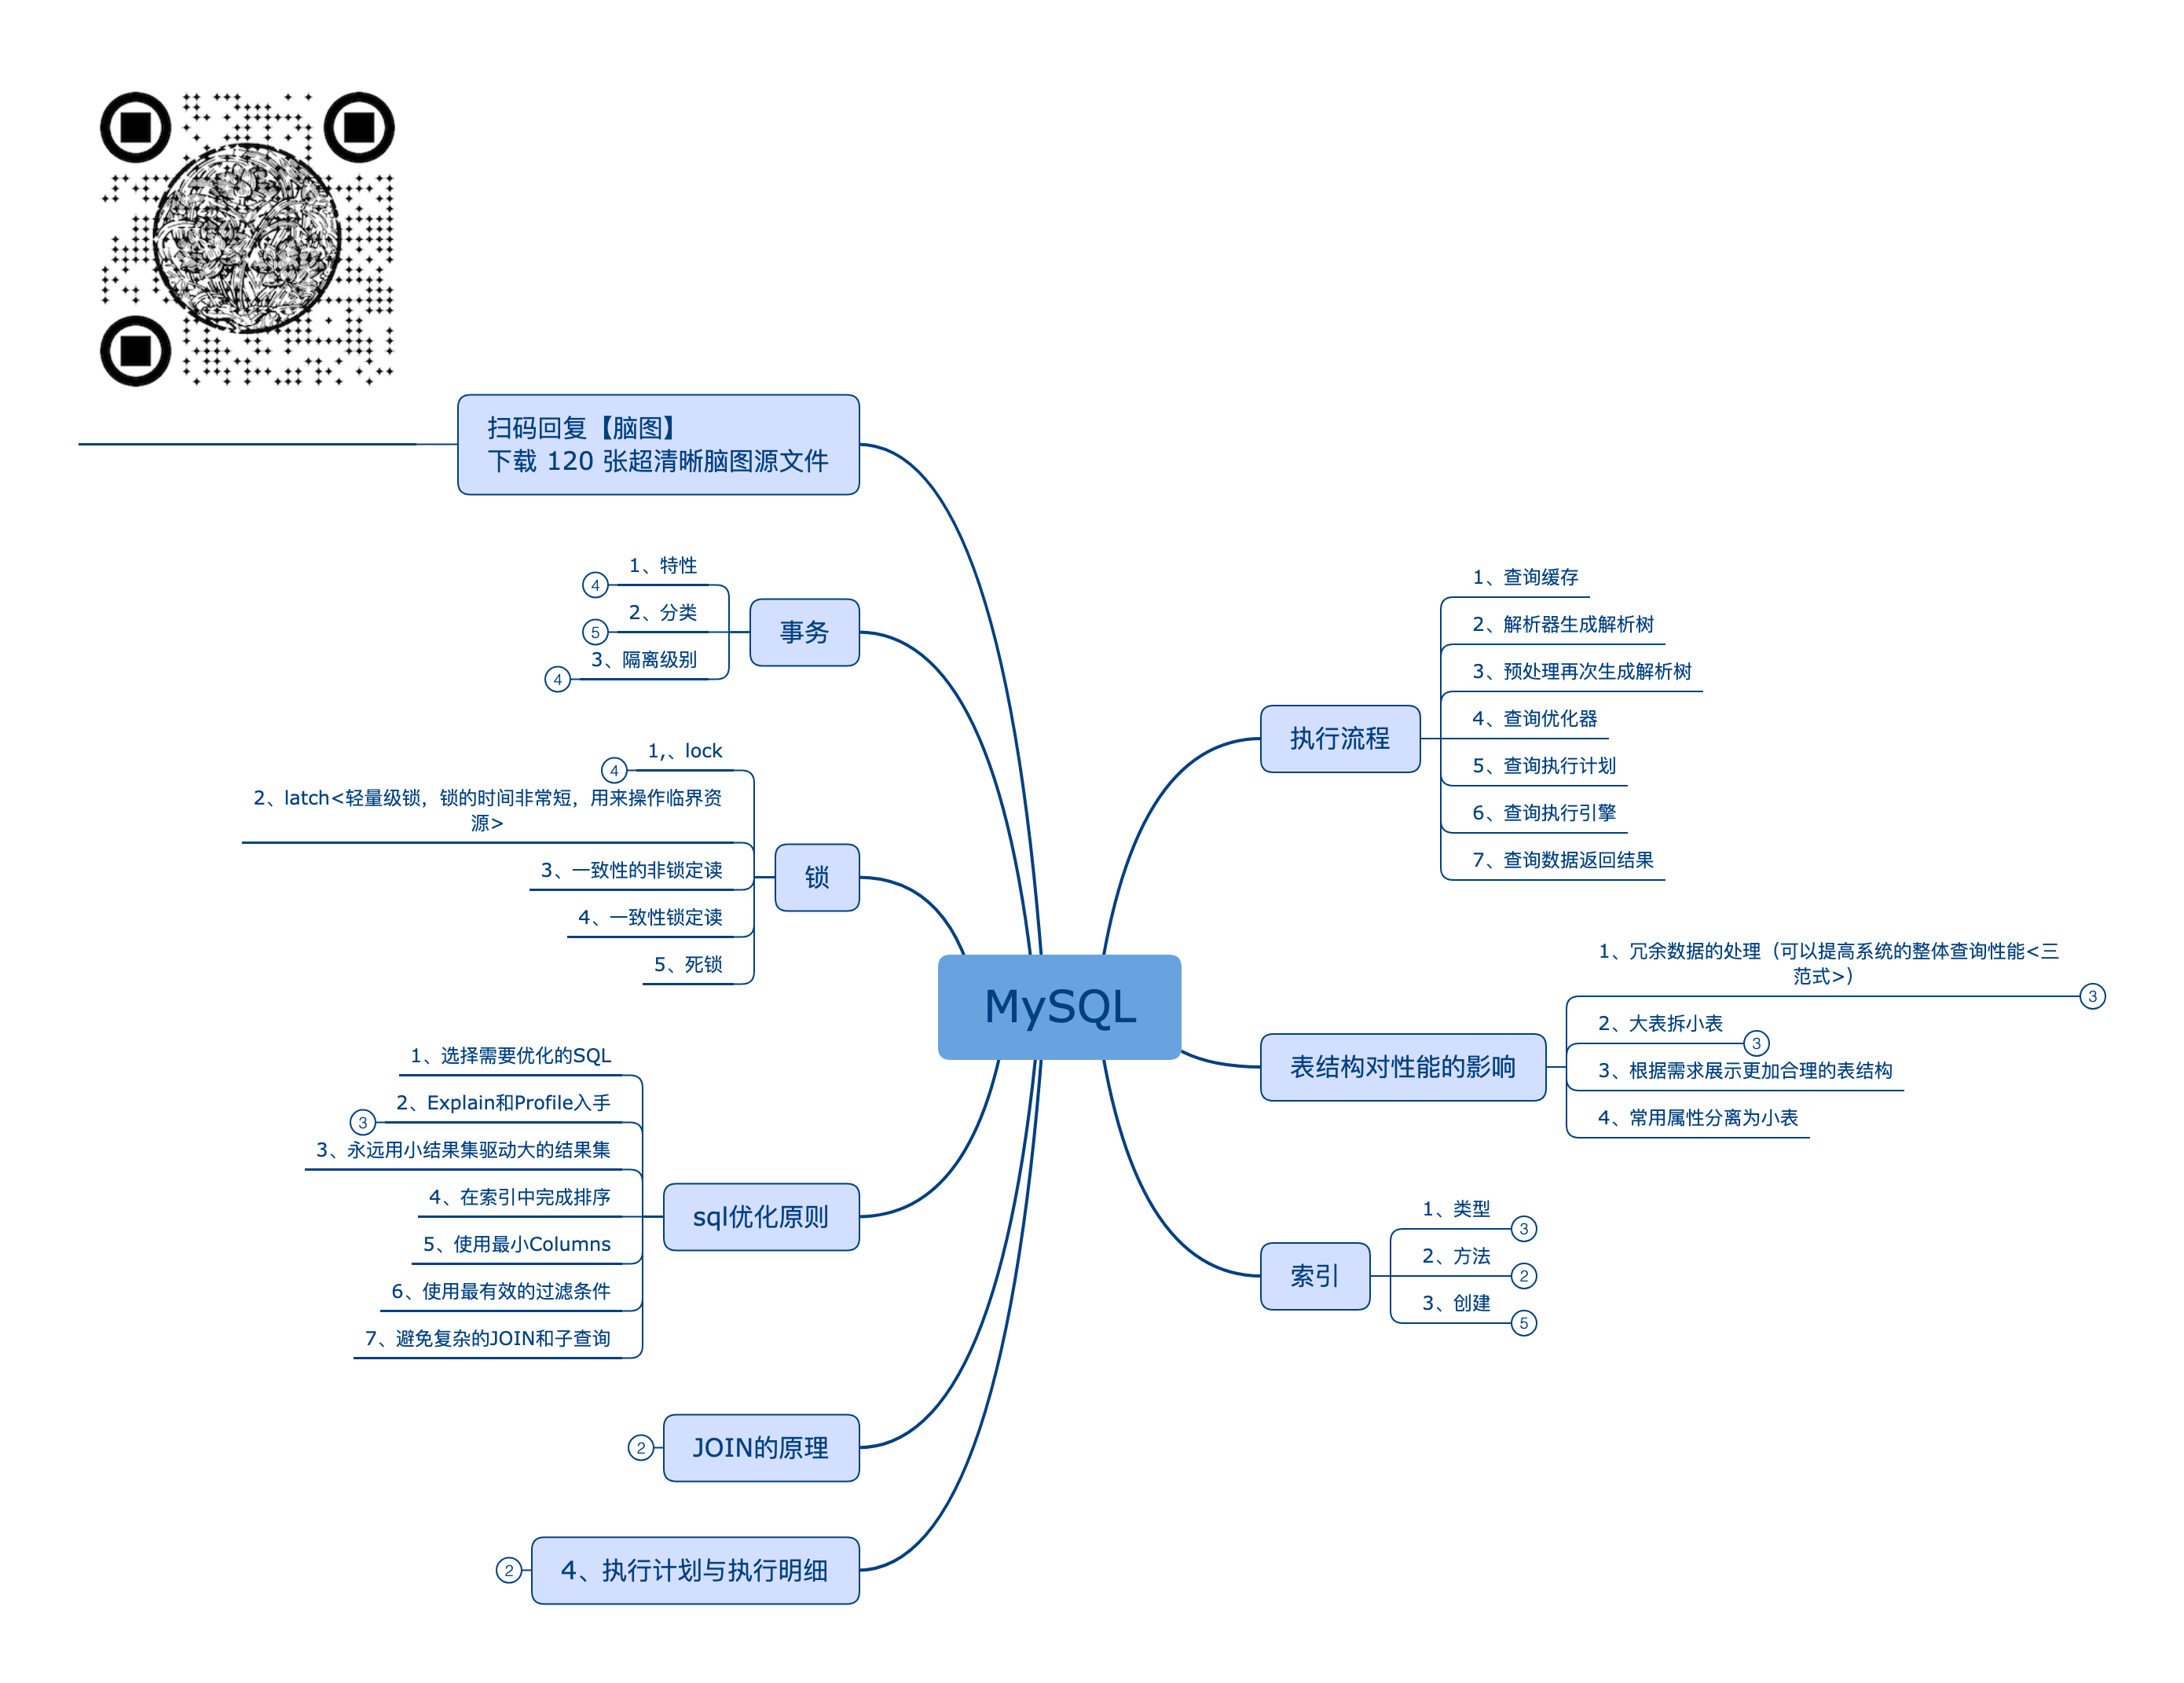 扫码回复【脑图】
下载 120 张超清晰脑图源文件
事务
1、特性
4
2、分类
5
3、隔离级别
4
锁
1,、lock
4
2、latch<轻量级锁，锁的时间非常短，用来操作临界资
源>
3、一致性的非锁定读
4、一致性锁定读
5、死锁
sql优化原则
1、选择需要优化的SQL
2、Explain和Profile入手
3
3、永远用小结果集驱动大的结果集
4、在索引中完成排序
5、使用最小Columns
6、使用最有效的过滤条件
7、避免复杂的JOIN和子查询
JOIN的原理
2
4、执行计划与执行明细
2
MySQL
执行流程
1、查询缓存
2、解析器生成解析树
3、预处理再次生成解析树
4、查询优化器
5、查询执行计划
6、查询执行引擎
7、查询数据返回结果
表结构对性能的影响
1、冗余数据的处理（可以提高系统的整体查询性能<三
范式>）
3
2、大表拆小表
3
3、根据需求展示更加合理的表结构
4、常用属性分离为小表
索引
1、类型
3
2、方法
2
3、创建
5